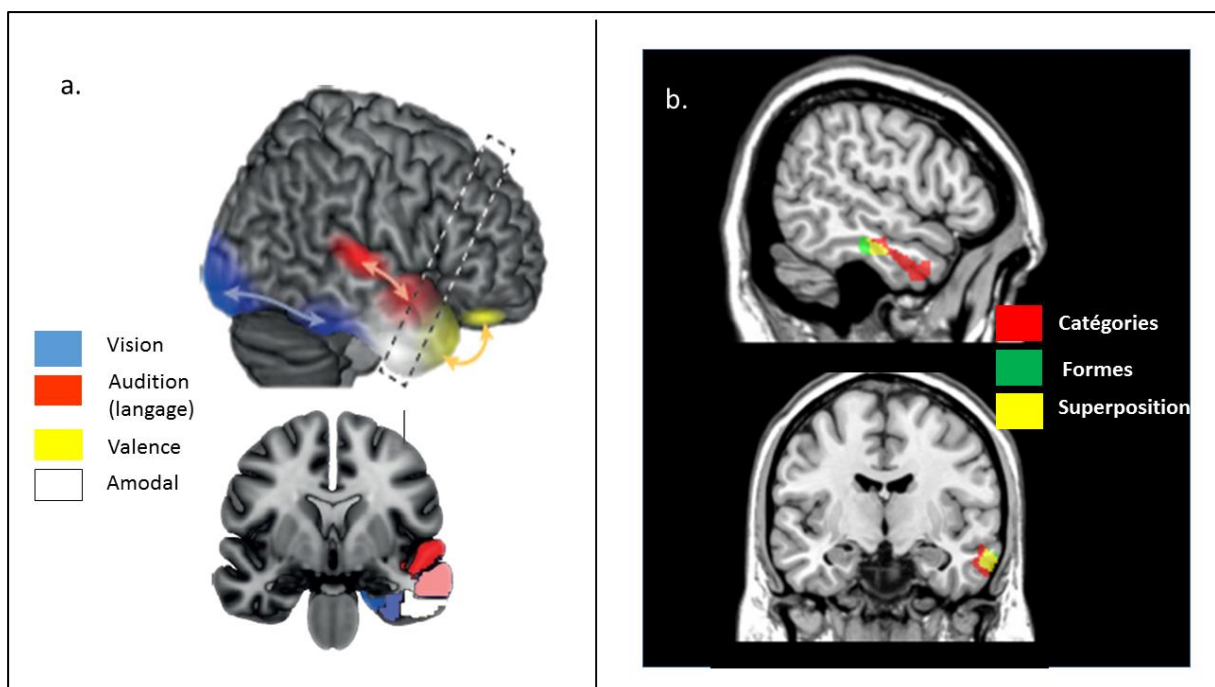 a.
Vision
Audition
(langage)
Valence
Amodal
b.
Catégories
Formes
Superposition